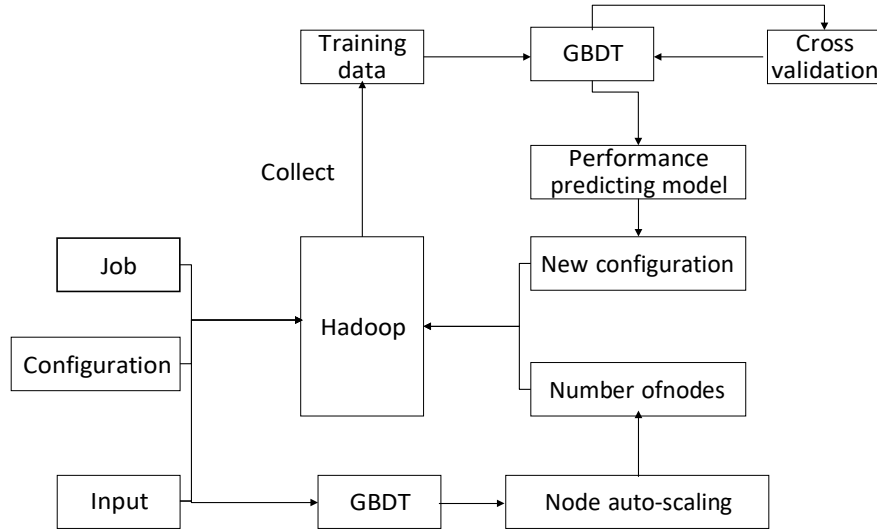 Training
data
GBDT
Cross
validation
Collect
Performance
predicting model
Job
Hadoop
New configuration
Configuration
Number ofnodes
Input
GBDT
Node auto-scaling